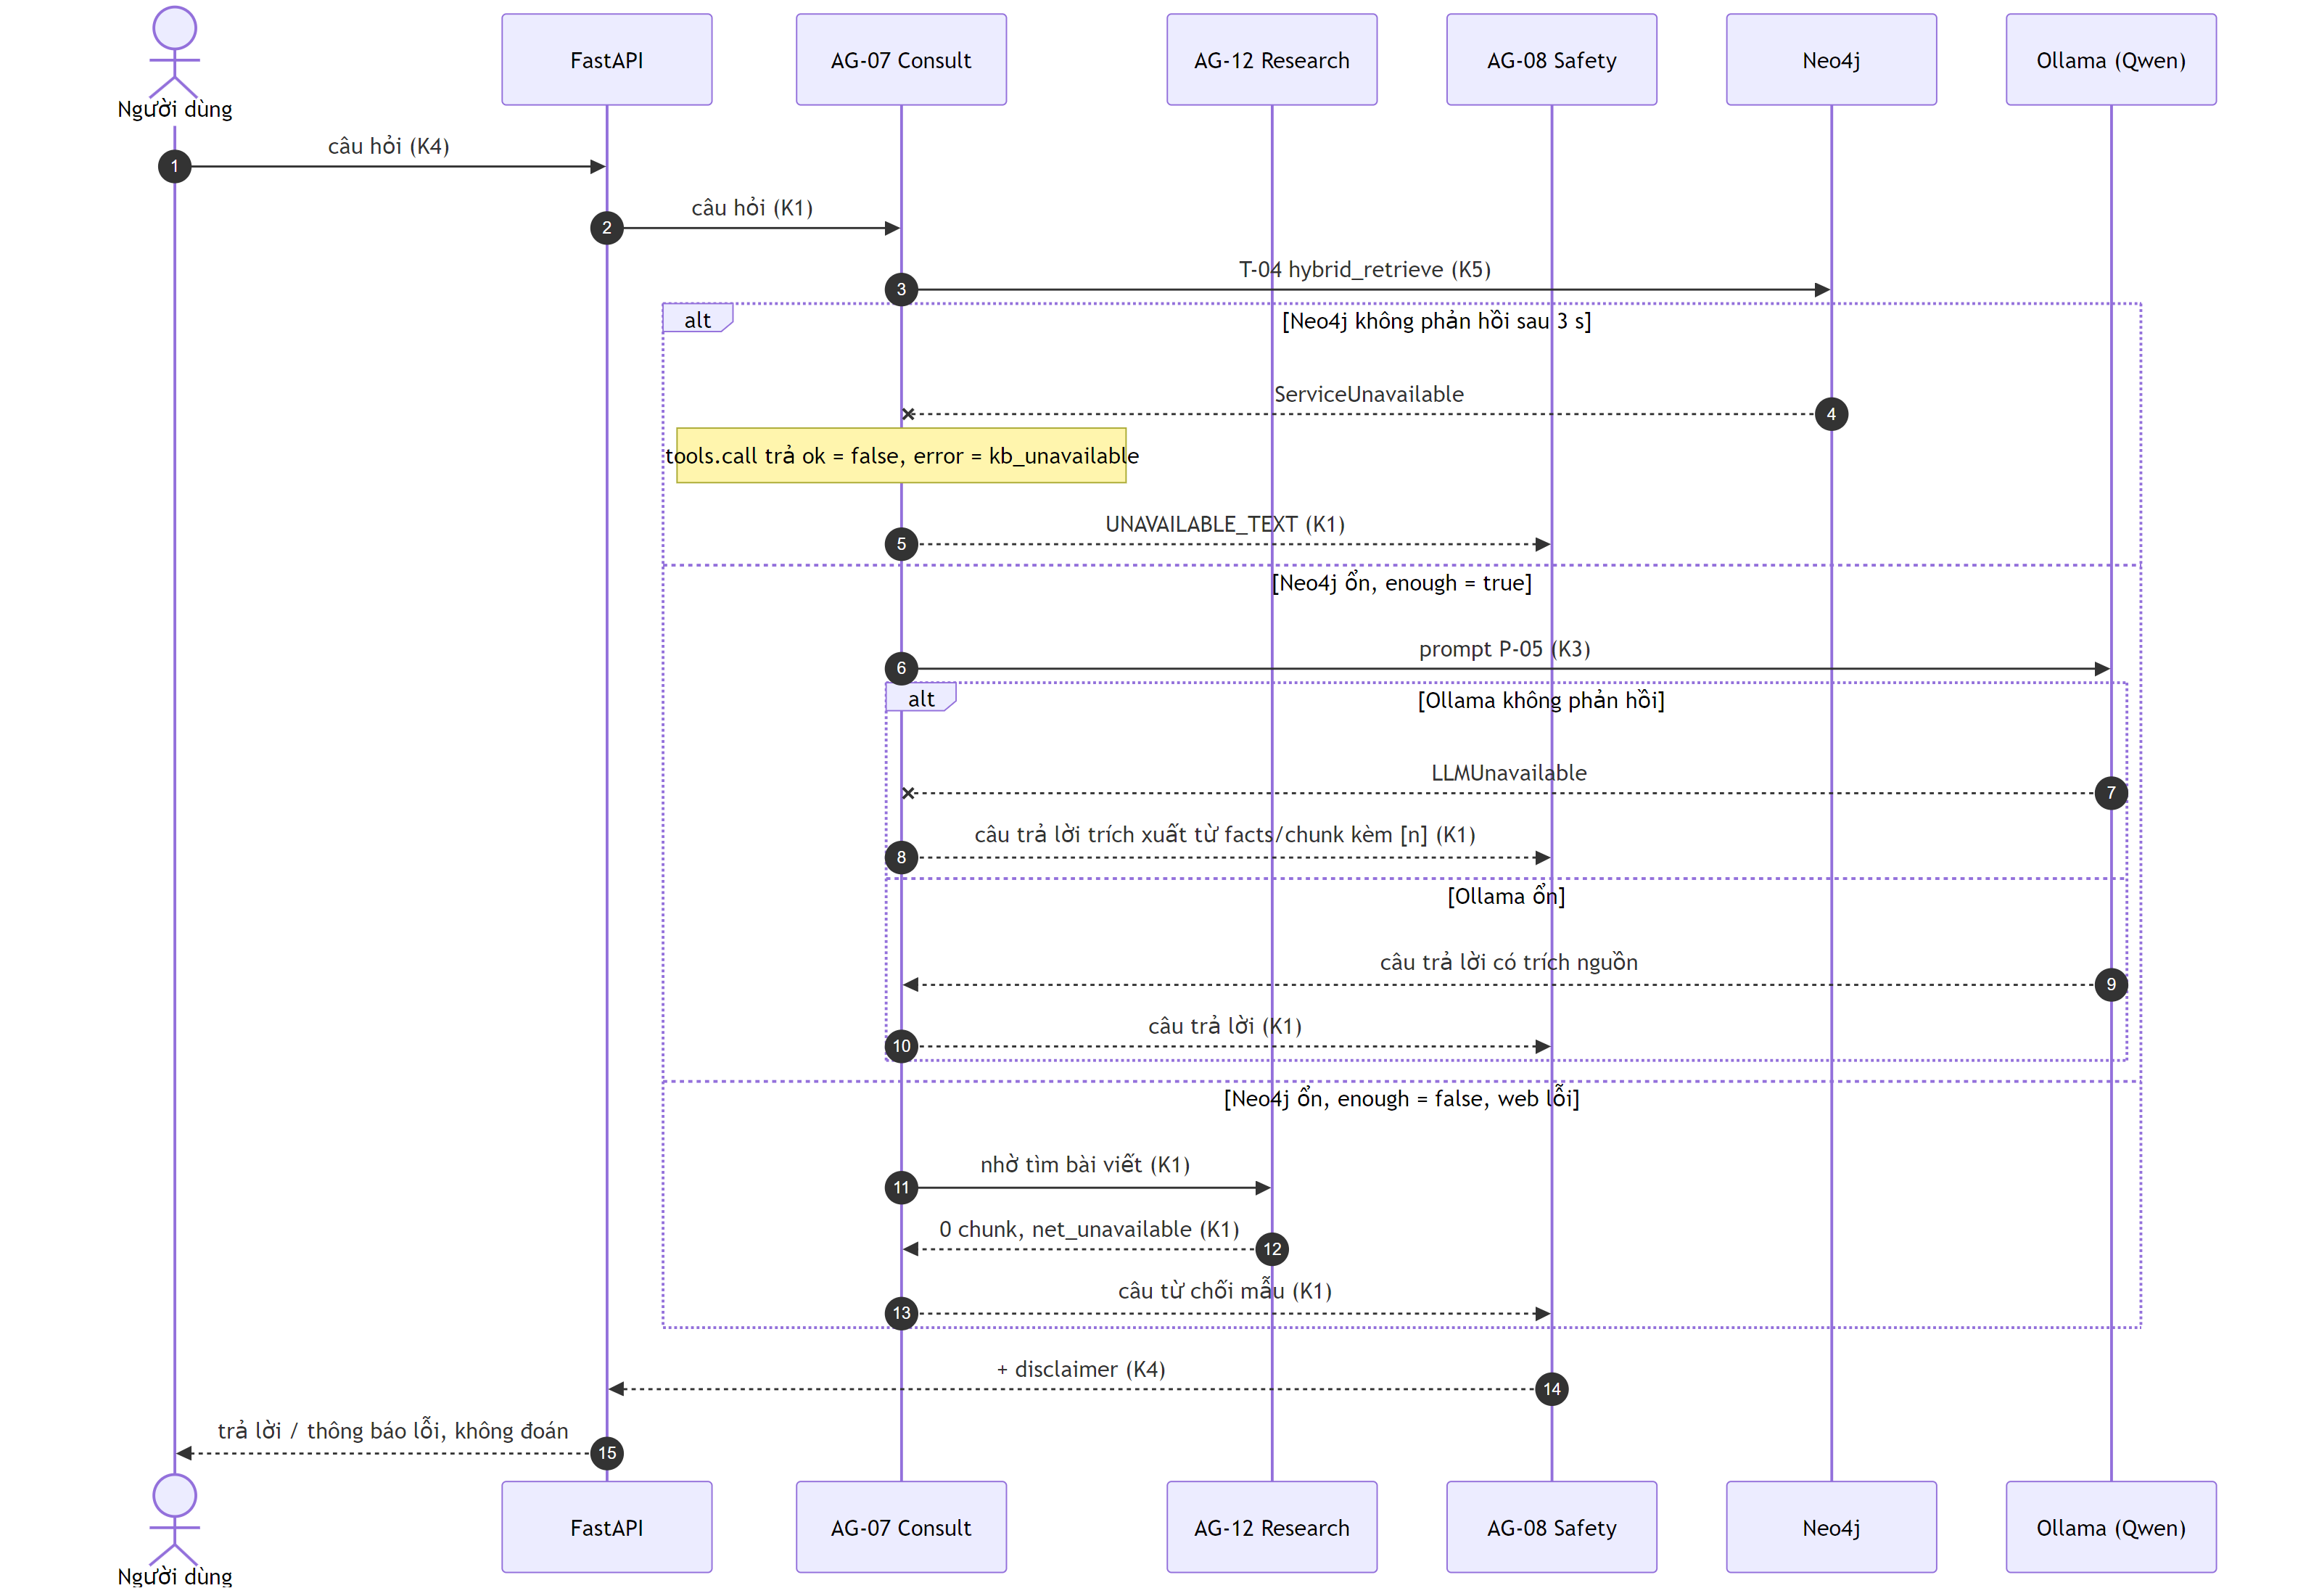 Người dùng
FastAPI
AG-07 Consult
AG-12 Research
AG-08 Safety
Neo4j
Ollama (Qwen)
1
câu hỏi (K4)
2
câu hỏi (K1)
3
T-04 hybrid_retrieve (K5)
alt
[Neo4j không phản hồi sau 3 s]
ServiceUnavailable
4
tools.call trả ok = false, error = kb_unavailable
5
UNAVAILABLE_TEXT (K1)
[Neo4j ổn, enough = true]
6
prompt P-05 (K3)
alt
[Ollama không phản hồi]
LLMUnavailable
7
8
câu trả lời trích xuất từ facts/chunk kèm [n] (K1)
[Ollama ổn]
câu trả lời có trích nguồn
9
10
câu trả lời (K1)
[Neo4j ổn, enough = false, web lỗi]
11
nhờ tìm bài viết (K1)
0 chunk, net_unavailable (K1)
12
13
câu từ chối mẫu (K1)
+ disclaimer (K4)
14
trả lời / thông báo lỗi, không đoán
15
Người dùng
FastAPI
AG-07 Consult
AG-12 Research
AG-08 Safety
Neo4j
Ollama (Qwen)